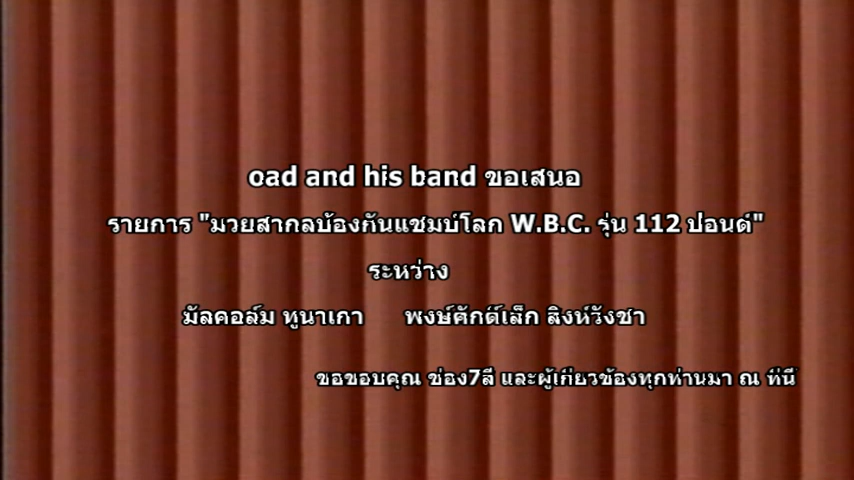 oad and his band ขอเสนอ
รายการ "มวยสากลป้องกันแชมป์โลก W.B.C. รุ่น 112 ปอนด์"
ระหว่าง
มัลคอล์ม ทูนาเกา พงษ์ศักดิ์เล็ก สิงห์วังชา
ขอขอบคุณ ช่อง7สี และผู้เกี่ยวข้องทุกท่านมา ณ ที่นี้